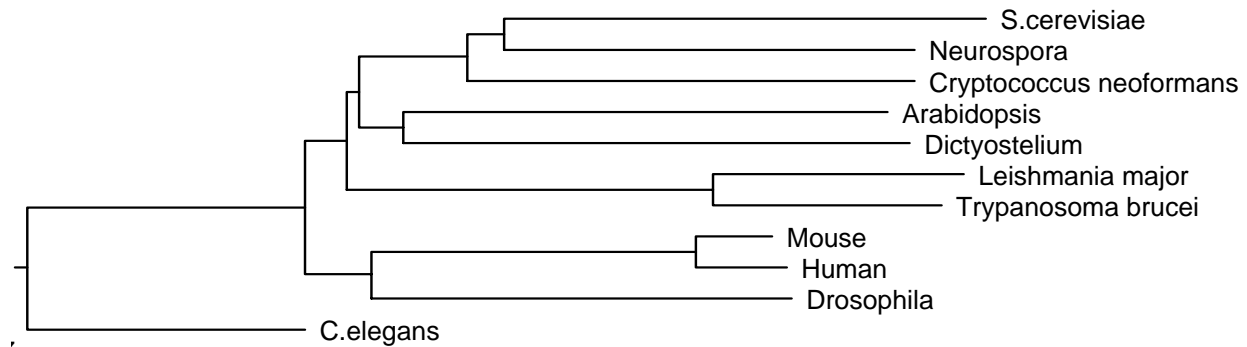 S.cerevisiae
Neurospora
Cryptococcus neoformans
Arabidopsis
Dictyostelium
Leishmania major
Trypanosoma brucei
Mouse
Human
Drosophila
C.elegans